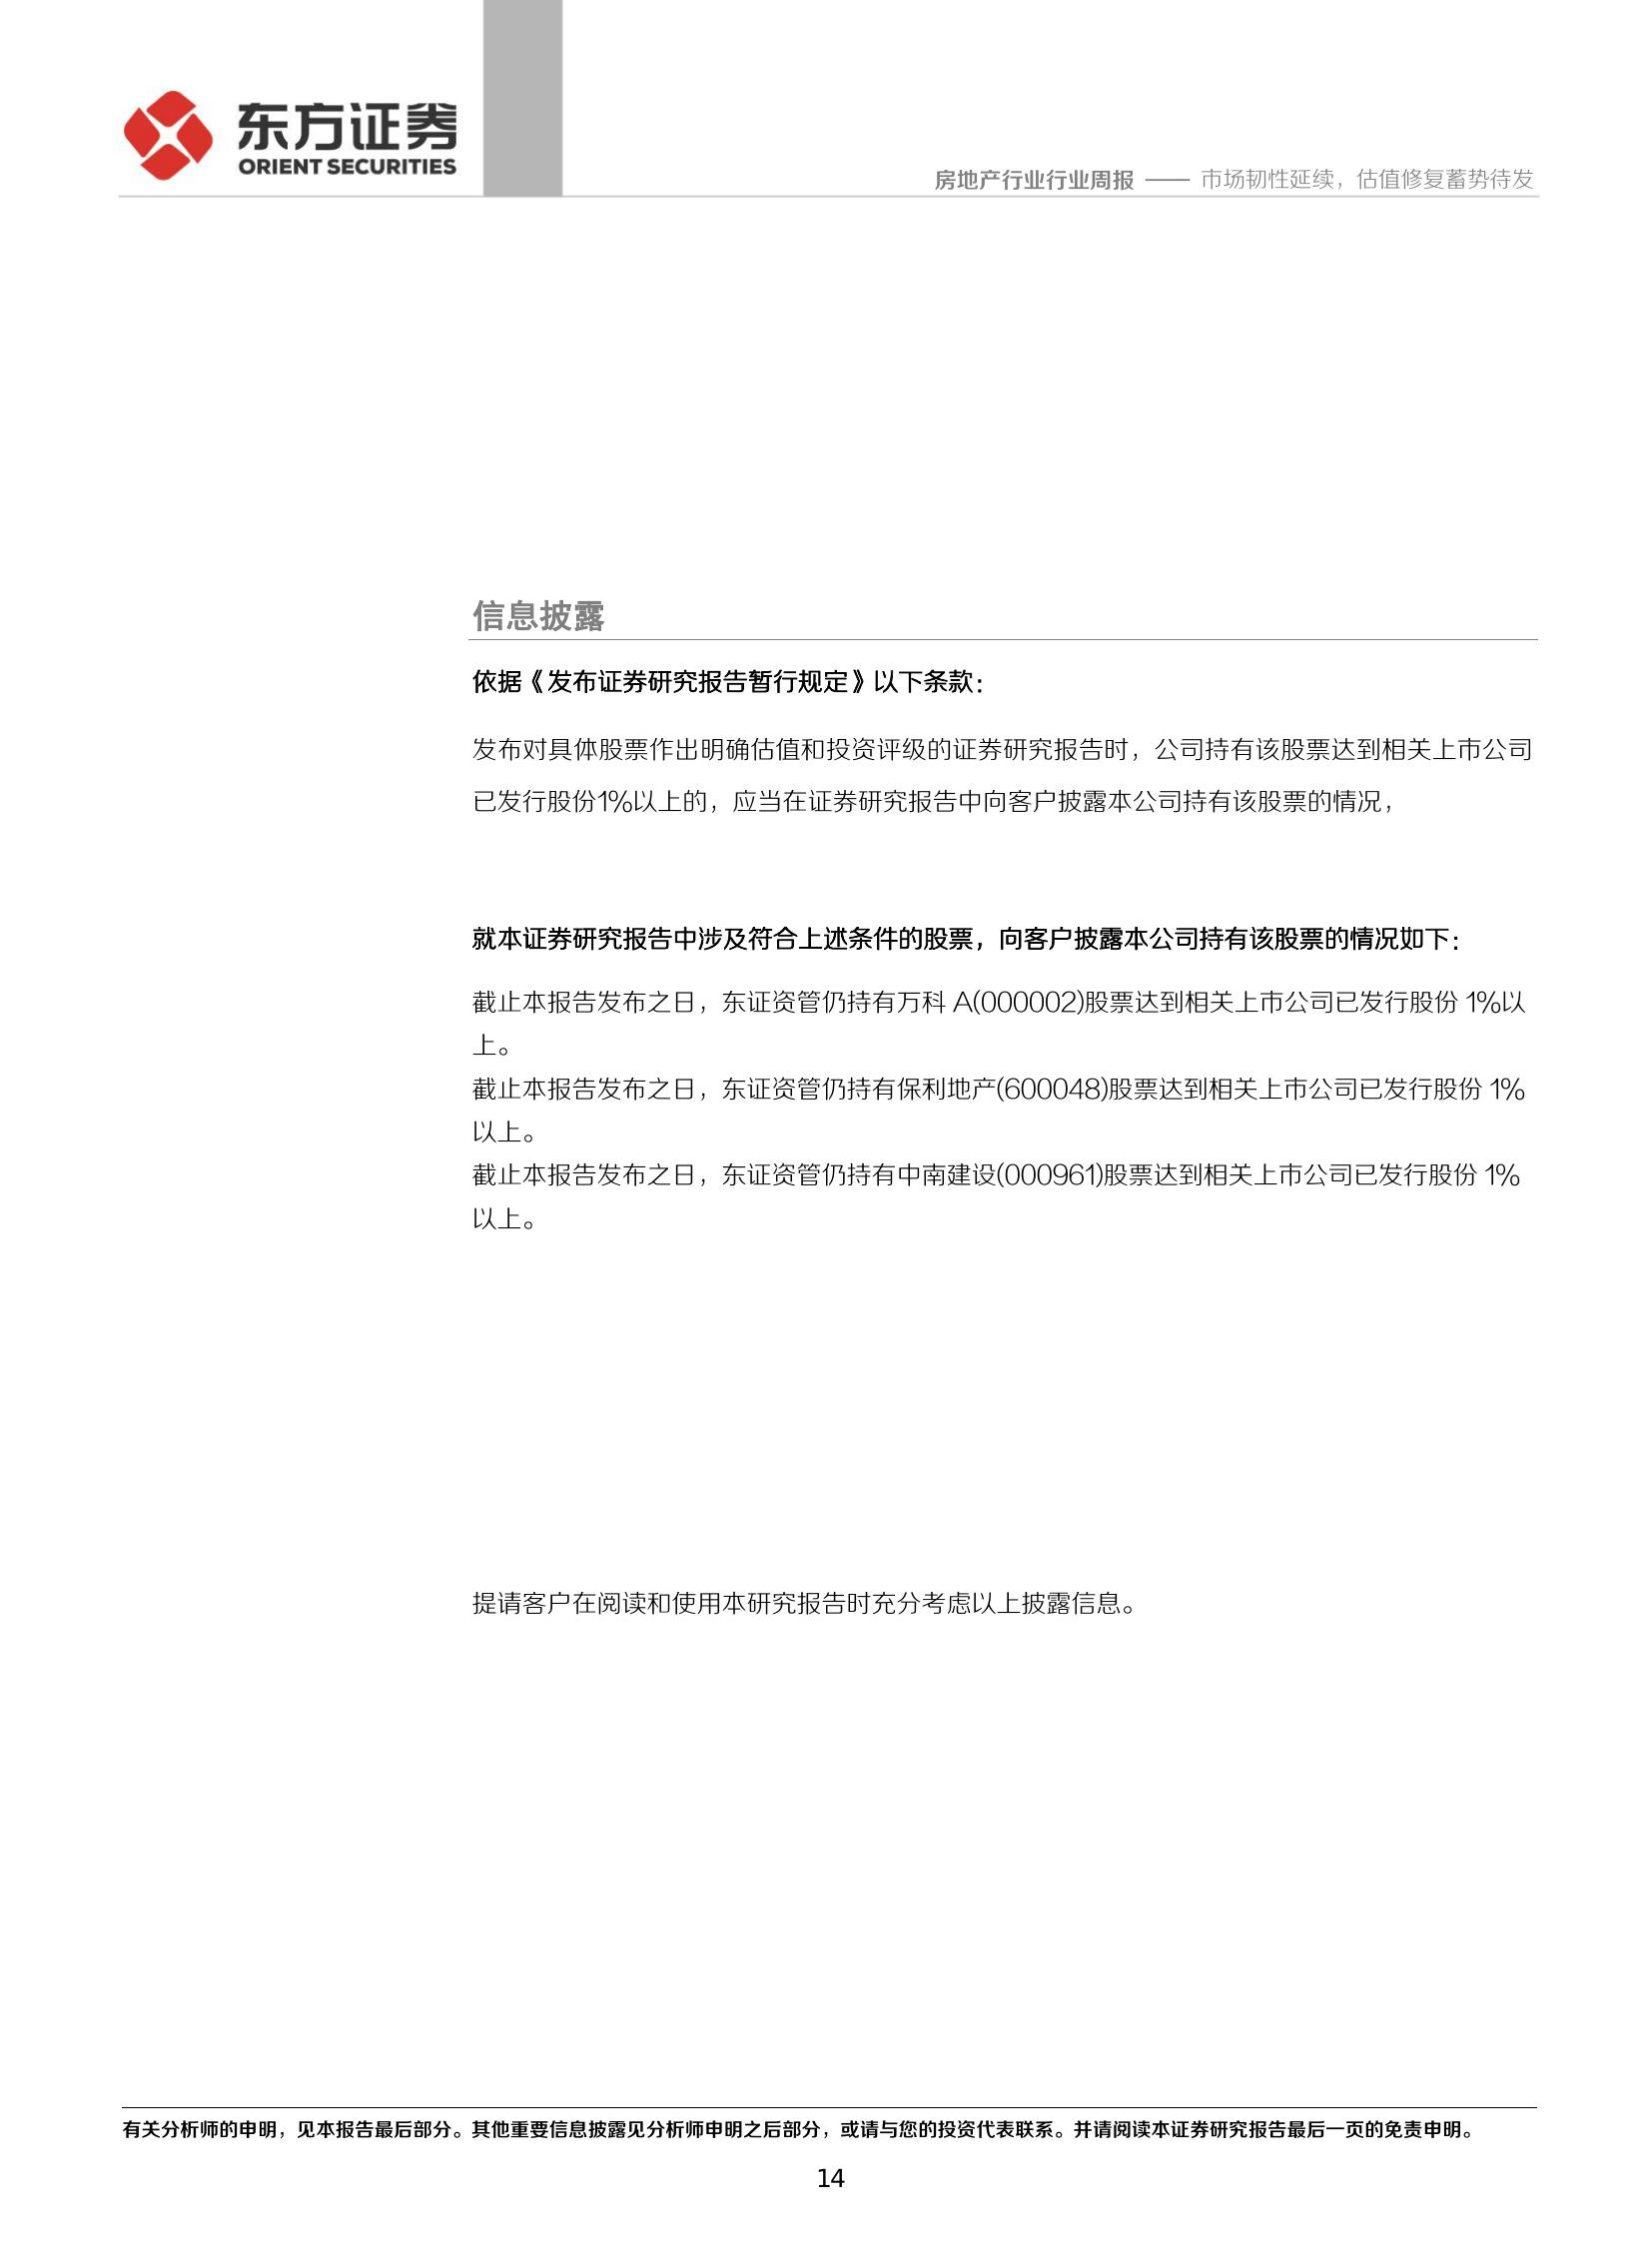 东方证券
ORIENT SECURITIES
房地产行业行业周报 —— 市场韧性延续，估值修复蓄势待发
信息披露
依据《发布证券研究报告暂行规定》以下条款：
发布对具体股票作出明确估值和投资评级的证券研究报告时，公司持有该股票达到相关上市公司
已发行股份1%以上的，应当在证券研究报告中向客户披露本公司持有该股票的情况，
就本证券研究报告中涉及符合上述条件的股票，向客户披露本公司持有该股票的情况如下：
截止本报告发布之日，东证资管仍持有万科 A(000002)股票达到相关上市公司已发行股份 1%以
上。
截止本报告发布之日，东证资管仍持有保利地产(600048)股票达到相关上市公司已发行股份 1%
以上。
截止本报告发布之日，东证资管仍持有中南建设(000961)股票达到相关上市公司已发行股份 1%
以上。
提请客户在阅读和使用本研究报告时充分考虑以上披露信息。
有关分析师的申明，见本报告最后部分。其他重要信息披露见分析师申明之后部分，或请与您的投资代表联系。并请阅读本证券研究报告最后一页的免责申明。
14